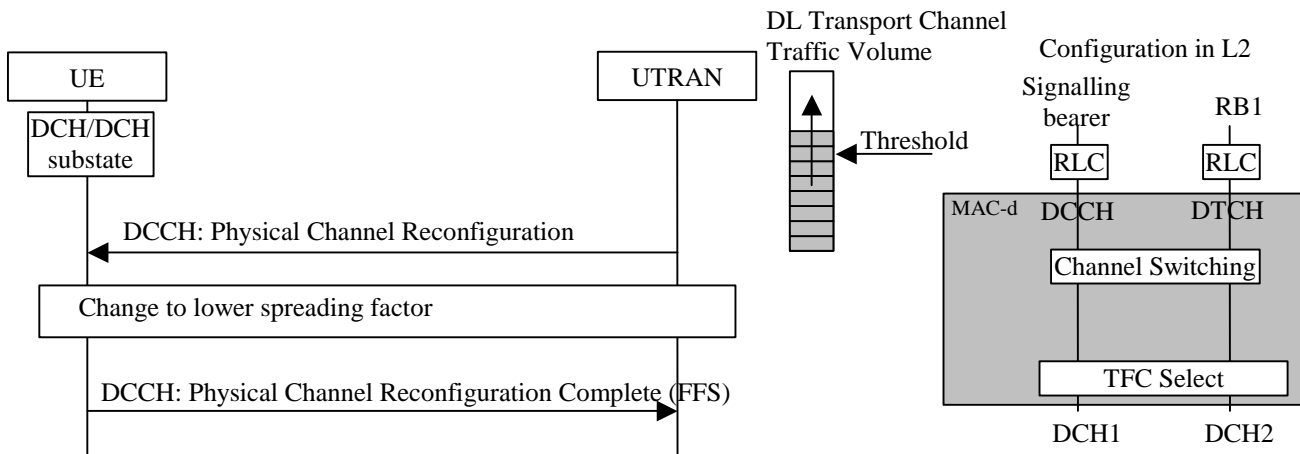 DL Transport Channel
Traffic Volume
Configuration in L2
UE
UTRAN
Signalling
bearer
RB1
DCH/DCH
substate
Threshold
RLC
RLC
MAC-d
DCCH
DTCH
DCCH: Physical Channel Reconfiguration
Channel Switching
Change to lower spreading factor
TFC Select
DCCH: Physical Channel Reconfiguration Complete (FFS)
DCH1
DCH2